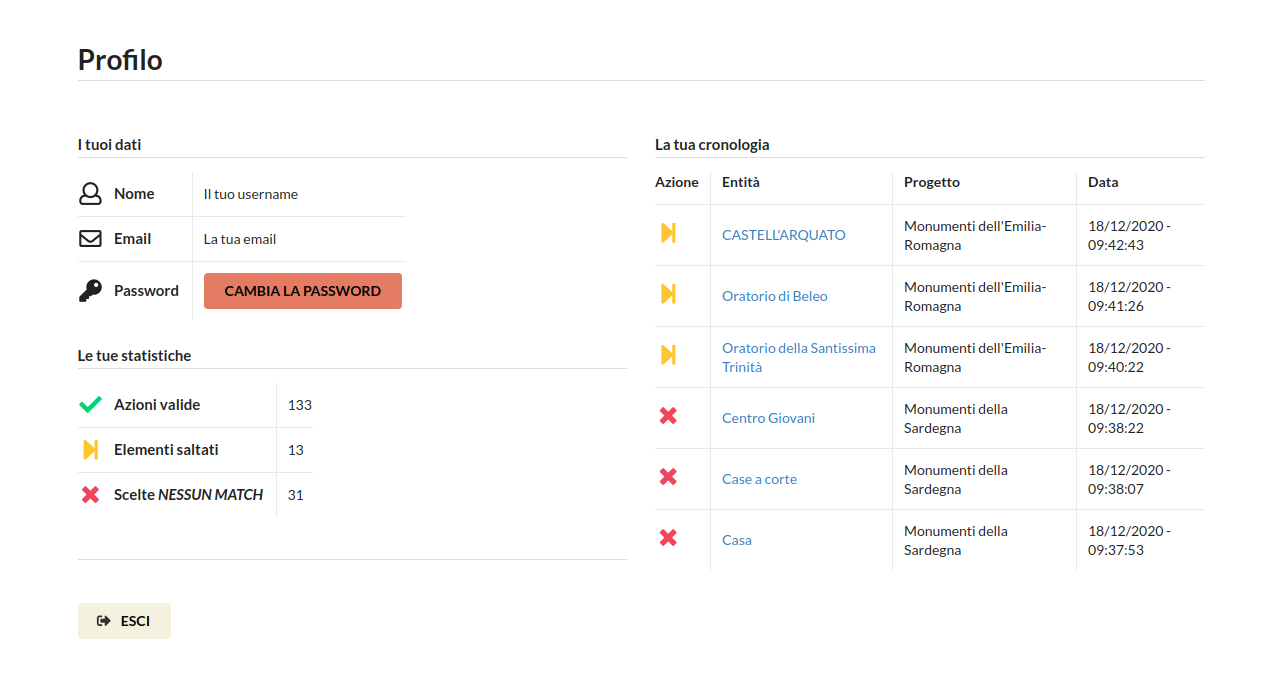 Profilo
I tuoi dati
Nome Il tuo username
Email La tua email
Password CAMBIA LA PASSWORD
Le tue statistiche
Azioni valide 133
Elementi saltati 13
Scelte NESSUN MATCH 31
ESCI
La tua cronologia
Azione Entità Progetto Data
CASTELL'ARQUATO Monumenti dell'Emilia- 18/12/2020 -
Romagna 09:42:43
Oratorio di Beleo Monumenti dell'Emilia- 18/12/2020 -
Romagna 09:41:26
Oratorio della Santissima Monumenti dell'Emilia- 18/12/2020 -
Trinità Romagna 09:40:22
Centro Giovani Monumenti della 18/12/2020 -
Sardegna 09:38:22
Case a corte Monumenti della 18/12/2020 -
Sardegna 09:38:07
Casa Monumenti della 18/12/2020 -
Sardegna 09:37:53